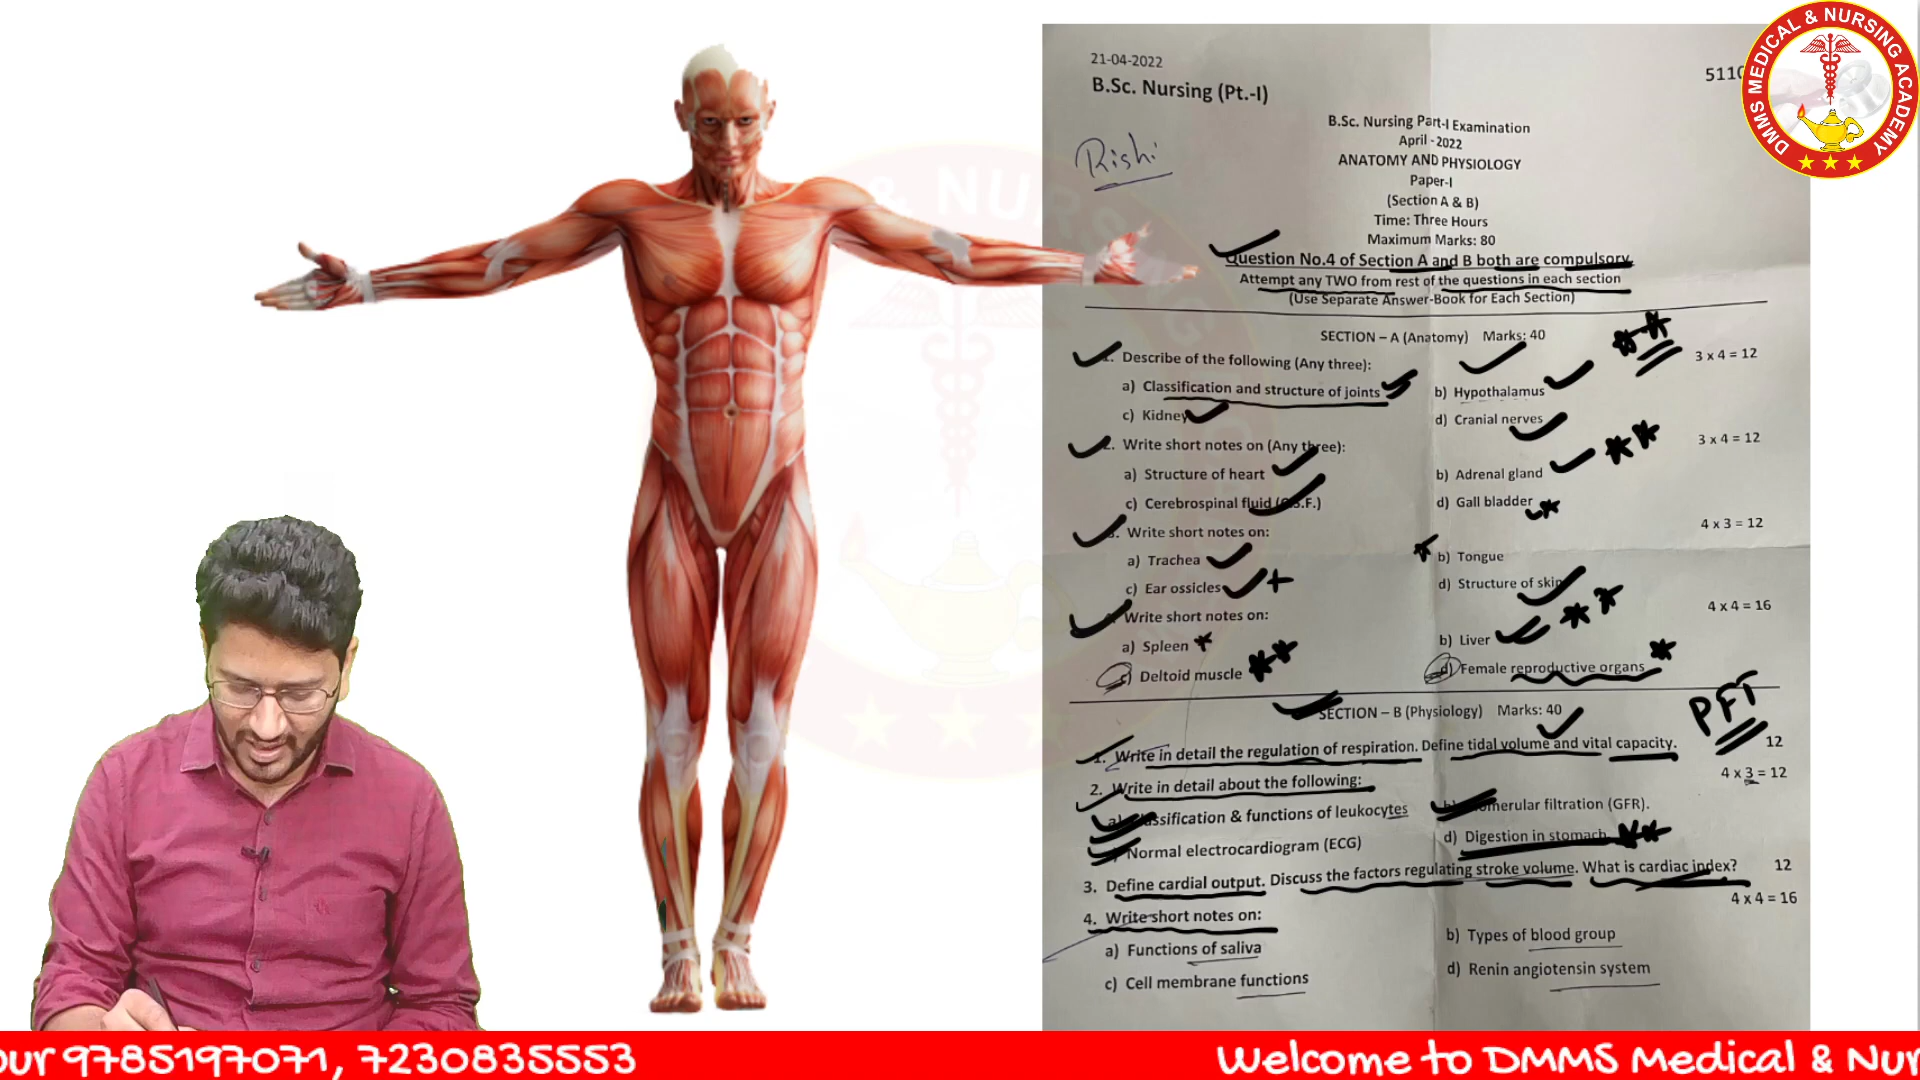 21-04-2022
B.Sc. Nursing (Pt.-I)
5110
Rishi
B.Sc. Nursing Part-I Examination
April - 2022
ANATOMY AND PHYSIOLOGY
Paper-I
(Section A & B)
Time: Three Hours
Maximum Marks: 80
Question No.4 of Section A and B both are compulsory.
Attempt any TWO from rest of the questions in each section
(Use Separate Answer-Book for Each Section)
SECTION – A (Anatomy) Marks: 40
1. Describe of the following (Any three): 3 x 4 = 12
a) Classification and structure of joints b) Hypothalamus
c) Kidney d) Cranial nerves
2. Write short notes on (Any three): 3 x 4 = 12
a) Structure of heart b) Adrenal gland
c) Cerebrospinal fluid (C.S.F.) d) Gall bladder
3. Write short notes on: 4 x 3 = 12
a) Trachea b) Tongue
c) Ear ossicles d) Structure of skin
Write short notes on: 4 x 4 = 16
a) Spleen b) Liver
Deltoid muscle d) Female reproductive organs
SECTION – B (Physiology) Marks: 40
PFT
1. Write in detail the regulation of respiration. Define tidal volume and vital capacity. 12
2. Write in detail about the following: 4 x 3 = 12
a) Classification & functions of leukocytes filtration (GFR).
Normal electrocardiogram (ECG) d) Digestion in stomach
3. Define cardial output. Discuss the factors regulating stroke volume. What is cardiac index? 12
4. Write short notes on: 4 x 4 = 16
a) Functions of saliva b) Types of blood group
c) Cell membrane functions d) Renin angiotensin system
DMMS MEDICAL & NURSING ACADEMY
& NURSING
our 9785197071, 7230835553 Welcome to DMMS Medical & Nur